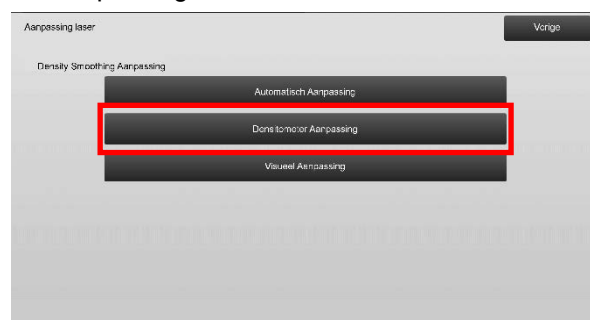 Aanpassing laser
Vorige
Density Smoothing Aanpassing
Automatisch Aanpassing
Densitometer Aanpassing
Visueel Aanpassing